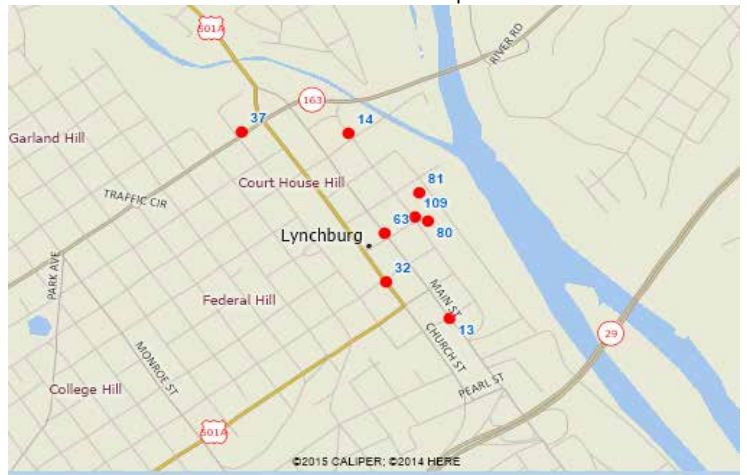 501A
RIVER RD
163
37
14
Garland Hill
Court House Hill
81
TRAFFIC CIR
109
63
80
Lynchburg
PARK AVE
32
Federal Hill
MAIN ST
13
29
CHURCH ST
MONROE ST
College Hill
PEARL ST
501A
©2015 CALIPER; ©2014 HERE